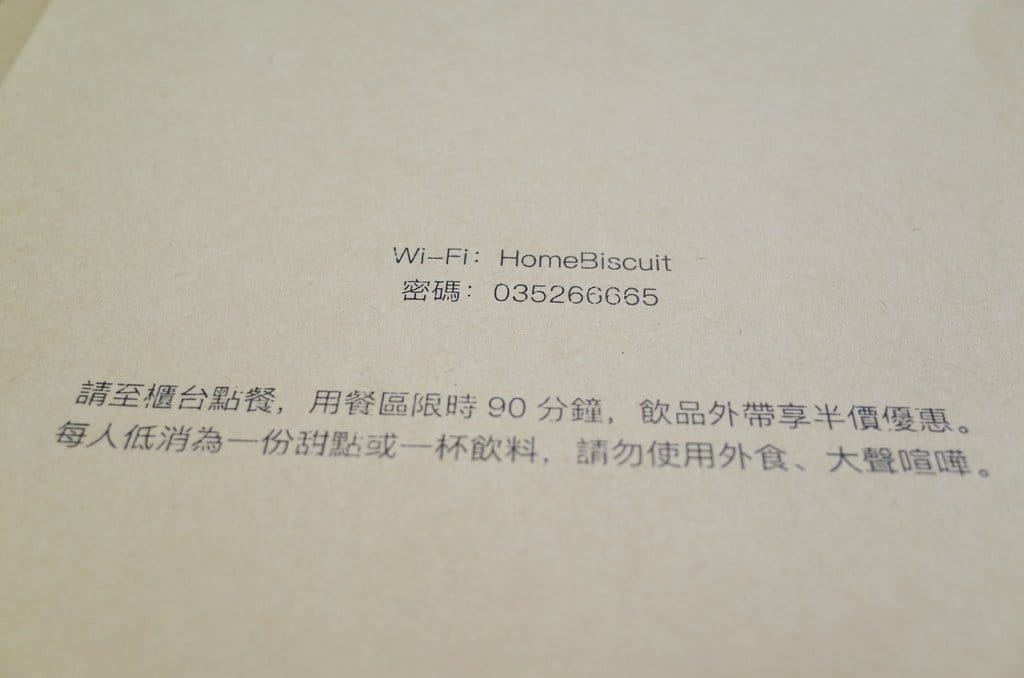 Wi-Fi: HomeBiscuit
密碼: 035266665
請至櫃台點餐，用餐區限時 90 分鐘，飲品外帶享半價優惠。
每人低消為一份甜點或一杯飲料，請勿使用外食、大聲喧嘩。